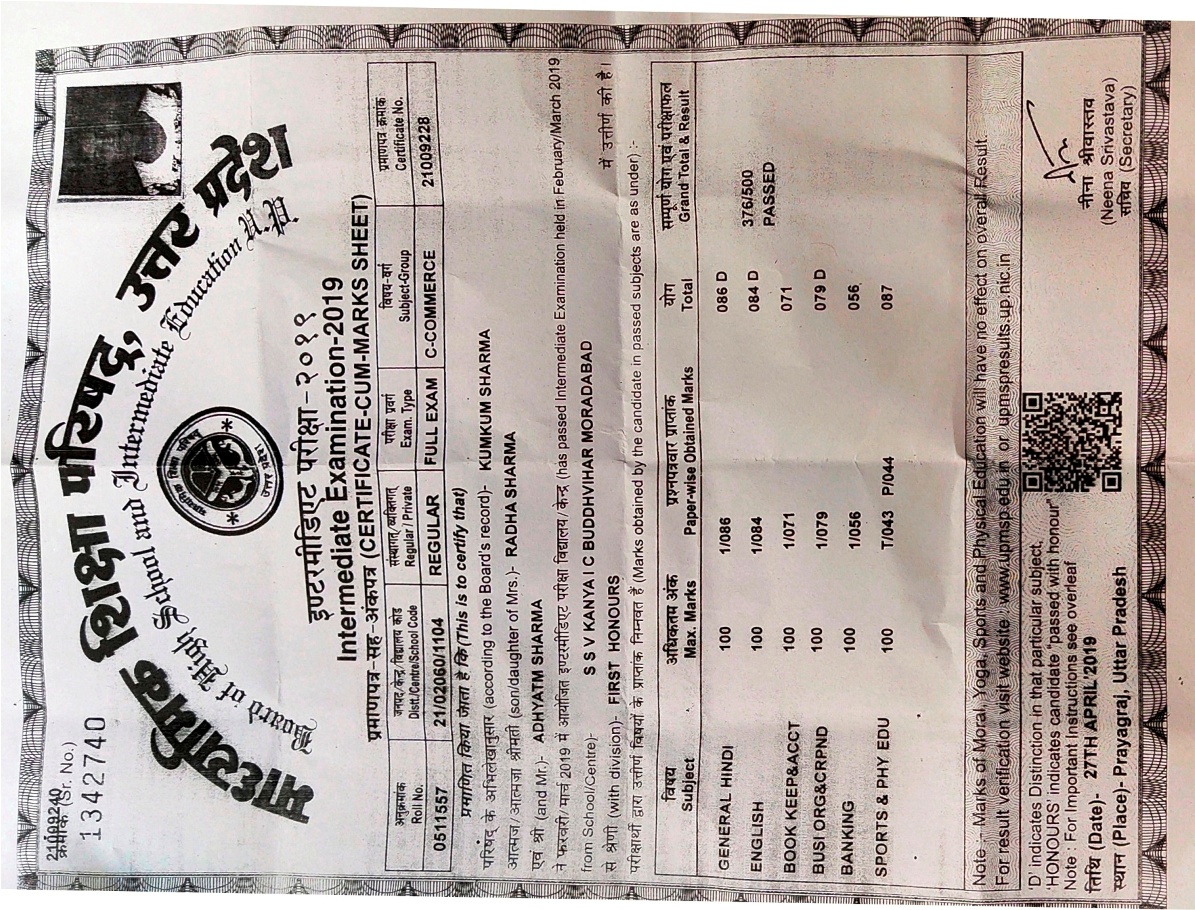 21009240
क्रमांक (Sr. No.)
1342740
माध्यमिक शिक्षा परिषद्, उत्तर प्रदेश
Board of High School and Intermediate Education U.P.
इण्टरमीडिएट परीक्षा-२०१९
Intermediate Examination-2019
प्रमाणपत्र-सह-अंकपत्र (CERTIFICATE-CUM-MARKS SHEET)
अनुक्रमांक जनपद/केन्द्र/विद्यालय कोड संस्थागत/व्यक्तिगत परीक्षा प्रवर्ग विषय-वर्ग प्रमाणपत्र क्रमांक
Roll No. Distt./Centre/School Code Regular / Private Exam. Type Subject-Group Certificate No.
0511557 21/02060/1104 REGULAR FULL EXAM C-COMMERCE 21009228
प्रमाणित किया जाता है कि (This is to certify that)
परिषद के अभिलेखानुसार (according to the Board's record)- KUMKUM SHARMA
आत्मज/आत्मजा श्रीमती (son/daughter of Mrs.)- RADHA SHARMA
एवं श्री (and Mr.)- ADHYATM SHARMA
ने फरवरी/मार्च 2019 में आयोजित इण्टरमीडिएट परीक्षा विद्यालय केन्द्र (has passed Intermediate Examination held in February/March 2019
from School/Centre)- S S V KANYA I C BUDDHVIHAR MORADABAD
से श्रेणी (with division)- FIRST HONOURS में उत्तीर्ण की है।
परीक्षार्थी द्वारा उत्तीर्ण विषयों के प्राप्तांक निम्नवत हैं (Marks obtained by the candidate in passed subjects are as under) :-
विषय अधिकतम अंक प्रश्नपत्रवार प्राप्तांक योग सम्पूर्ण योग एवं परीक्षाफल
Subject Max. Marks Paper-wise Obtained Marks Total Grand Total & Result
GENERAL HINDI 100 1/086 086 D
376/500
ENGLISH 100 1/084 084 D
PASSED
BOOK KEEP&ACCT 100 1/071 071
BUSI ORG&CRPND 100 1/079 079 D
BANKING 100 1/056 056
SPORTS & PHY EDU 100 T/043 P/044 087
Note :- Marks of Moral, Yoga, Sports and Physical Education will have no effect on overall Result.
For result verification visit website www.upmsp.edu.in or upmspresults.up.nic.in
D' Indicates Distinction in that particular subject,
'HONOURS' indicates candidate "passed with honour"
Note : For Important Instructions see overleaf
तिथि (Date)- 27TH APRIL'2019
स्थान (Place)- Prayagraj, Uttar Pradesh
नीना श्रीवास्तव
(Neena Srivastava)
सचिव (Secretary)